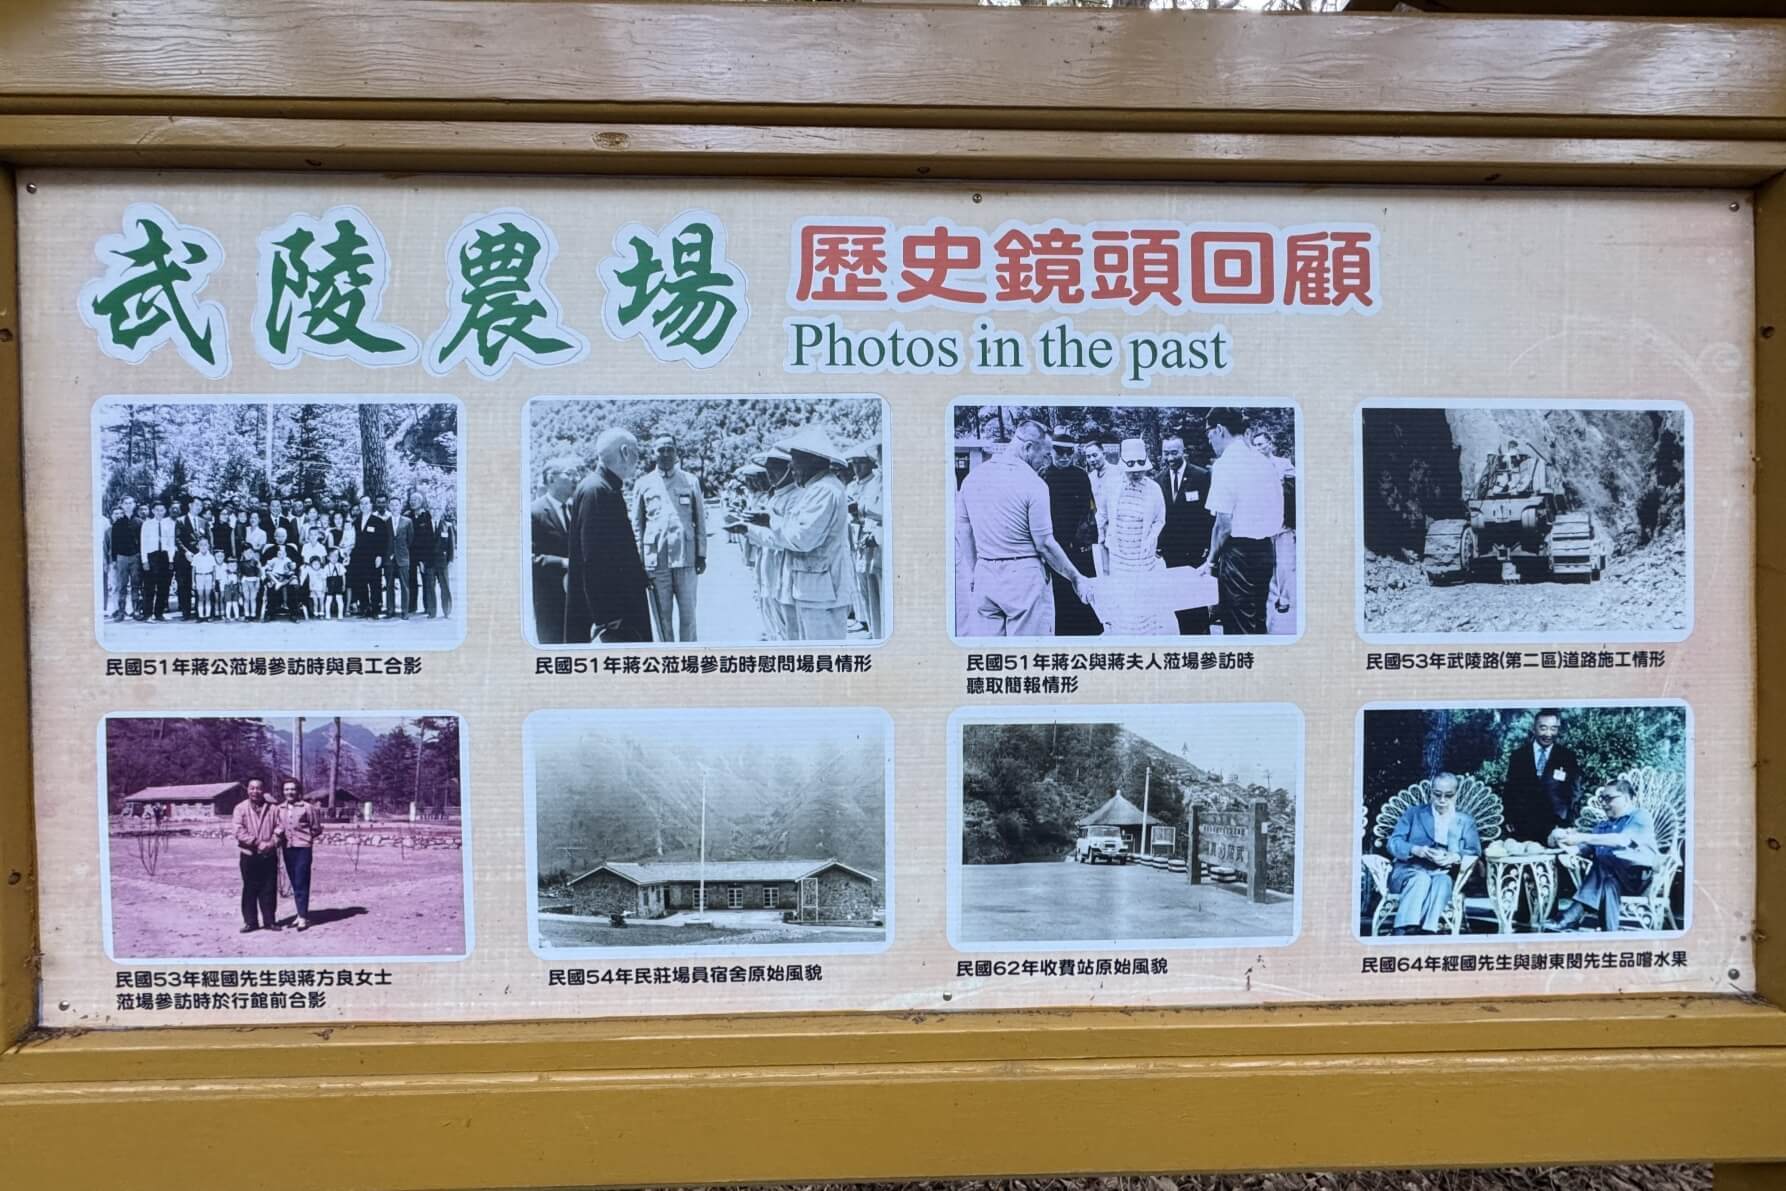 武陵農場
歷史鏡頭回顧
Photos in the past
民國51年蔣公蒞場參訪時與員工合影
民國51年蔣公蒞場參訪時慰問場員情形
民國51年蔣公與蔣夫人蒞場參訪時
聽取簡報情形
民國53年武陵路(第二區)道路施工情形
民國53年經國先生與蔣方良女士
蒞場參訪時於行館前合影
民國54年民莊場員宿舍原始風貌
民國62年收費站原始風貌
民國64年經國先生與謝東閔先生品嚐水果